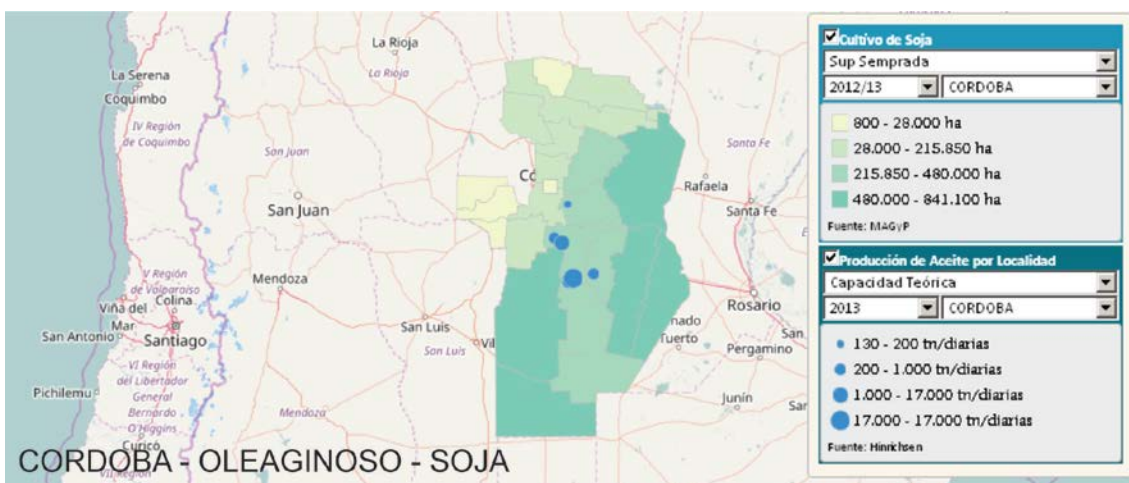 La Rioja
La Rioja
La Serena
Coquimbo
IV Región
de Coquimbo
San Juan
San Juan
Có
Santa Fe
Rafaela
Santa Fe
Mendoza
V Región
de Valparaíso
Colina
Viña del
Mar
San Antonio
Santiago
San Luis
San Luis
Vil
Rosario
nado
Tuerto
San
Pergamino
VI Región
del Libertador
General
Bernardo
O'Higgins
Pichilemu
Mendoza
Junín
Sar
Curicó
VII Región
CORDOBA - OLEAGINOSO - SOJA
Cultivo de Soja
Sup Semprada
2012/13 CORDOBA
800 - 28.000 ha
28.000 - 215.850 ha
215.850 - 480.000 ha
480.000 - 841.100 ha
Fuente: MAGyP
Producción de Aceite por Localidad
Capacidad Teórica
2013 CORDOBA
130 - 200 tn/diarias
200 - 1.000 tn/diarias
1.000 - 17.000 tn/diarias
17.000 - 17.000 tn/diarias
Fuente: Hinrichsen